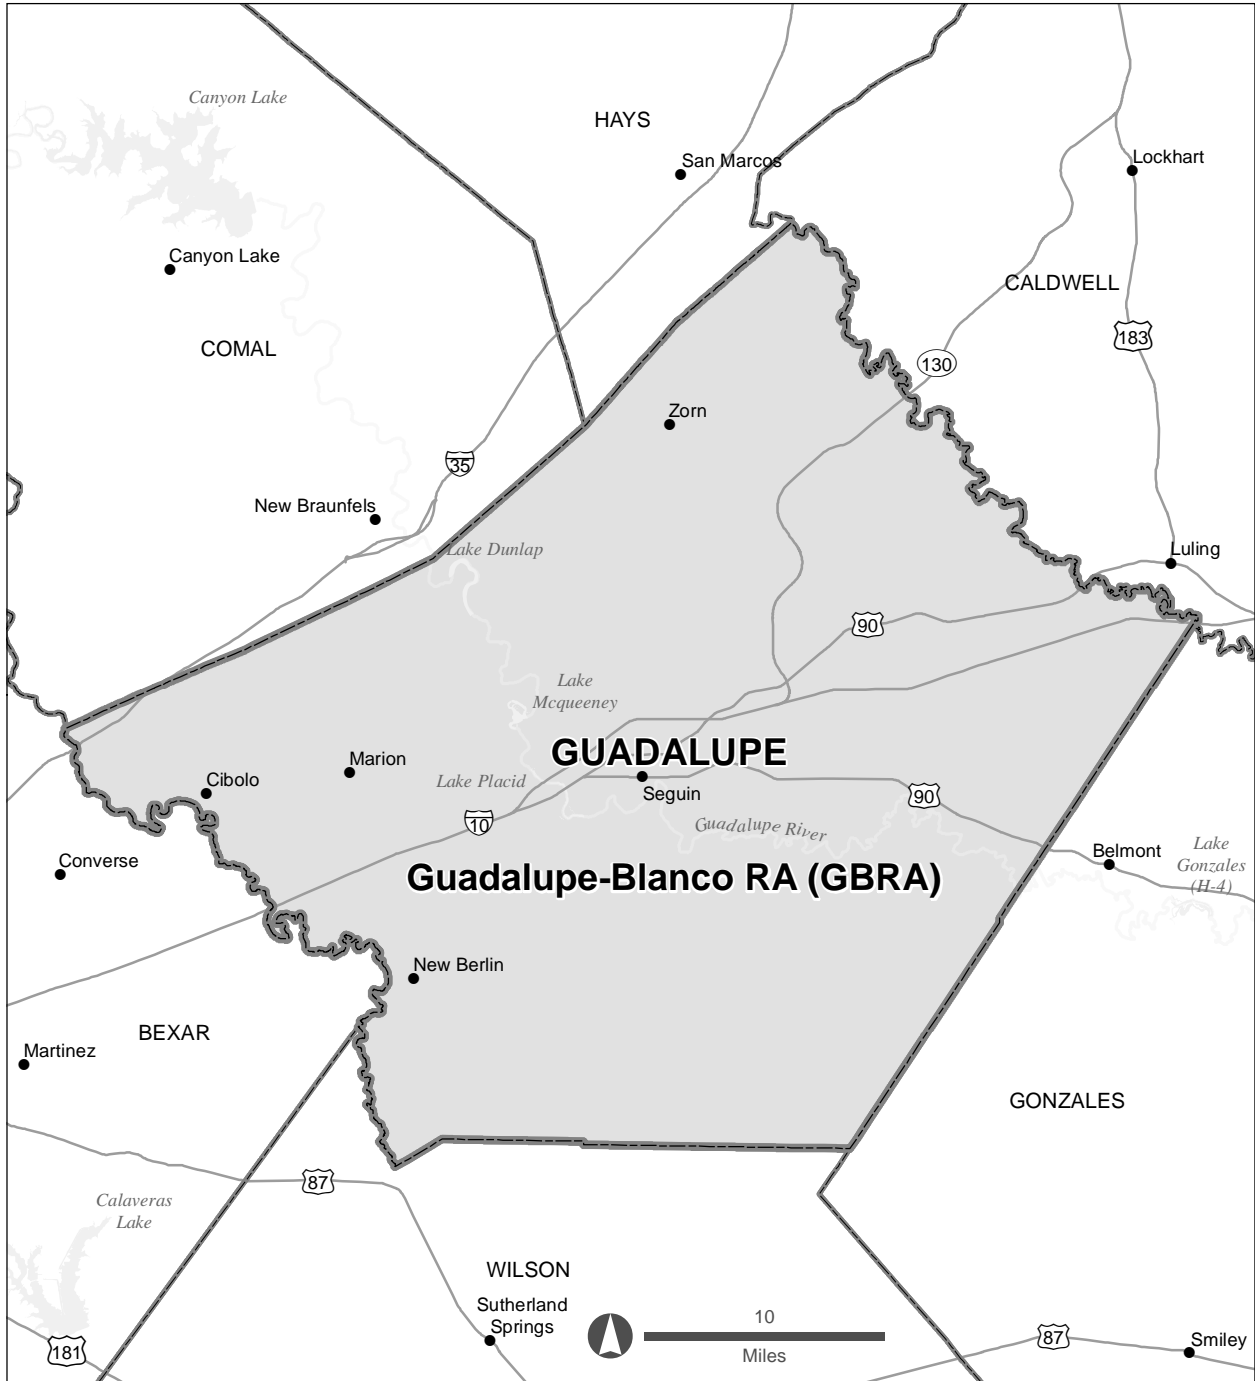 Canyon Lake
HAYS
San Marcos
Lockhart
Canyon Lake
CALDWELL
COMAL
183
130
Zorn
35
New Braunfels
Lake Dunlap
Luling
90
Lake
Mcqueeney
GUADALUPE
Marion
Cibolo
Lake Placid
Seguin
90
10
Guadalupe River
Converse
Belmont
Lake
Gonzales
(H-4)
Guadalupe-Blanco RA (GBRA)
New Berlin
BEXAR
Martinez
GONZALES
87
Calaveras
Lake
WILSON
Sutherland
Springs
10
Miles
87
Smiley
181